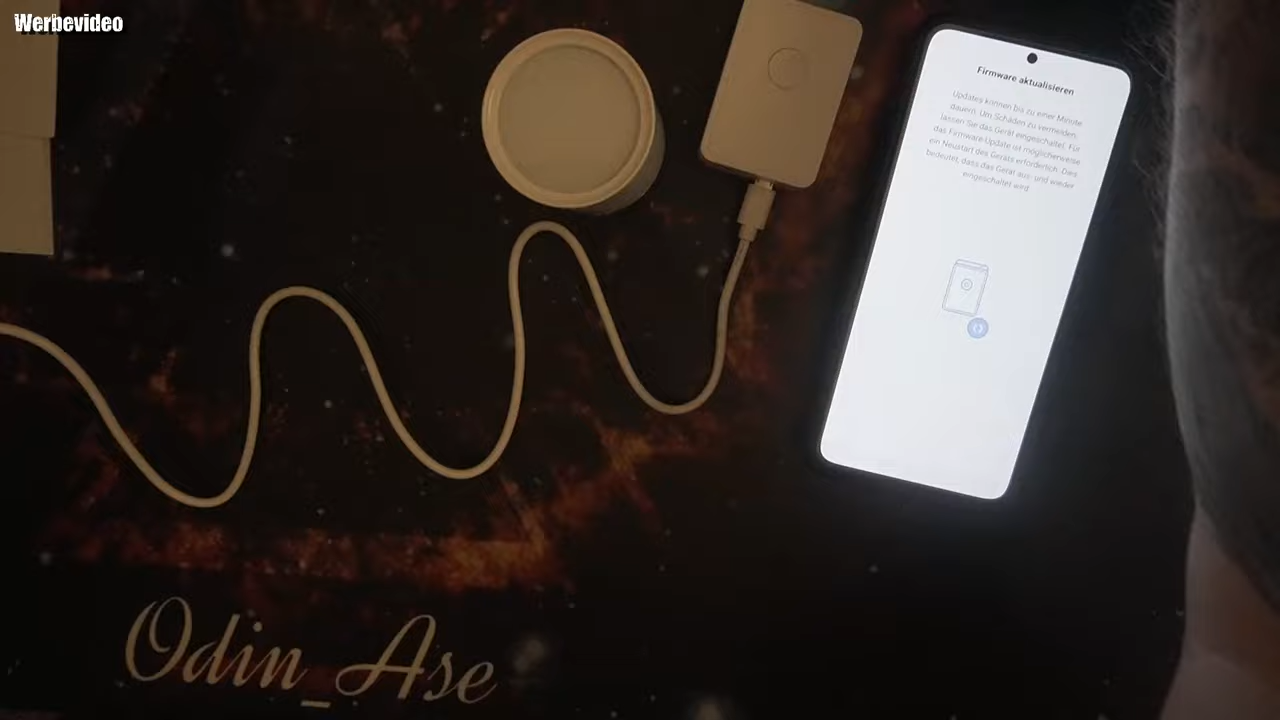 Werbevideo
Firmware aktualisieren
Updates können bis zu einer Minute
dauern. Um Schäden zu vermeiden,
lassen Sie das Gerät eingeschaltet. Für
das Firmware-Update ist möglicherweise
ein Neustart des Geräts erforderlich. Dies
bedeutet, dass das Gerät aus- und wieder
eingeschaltet wird.
Odin_Ase